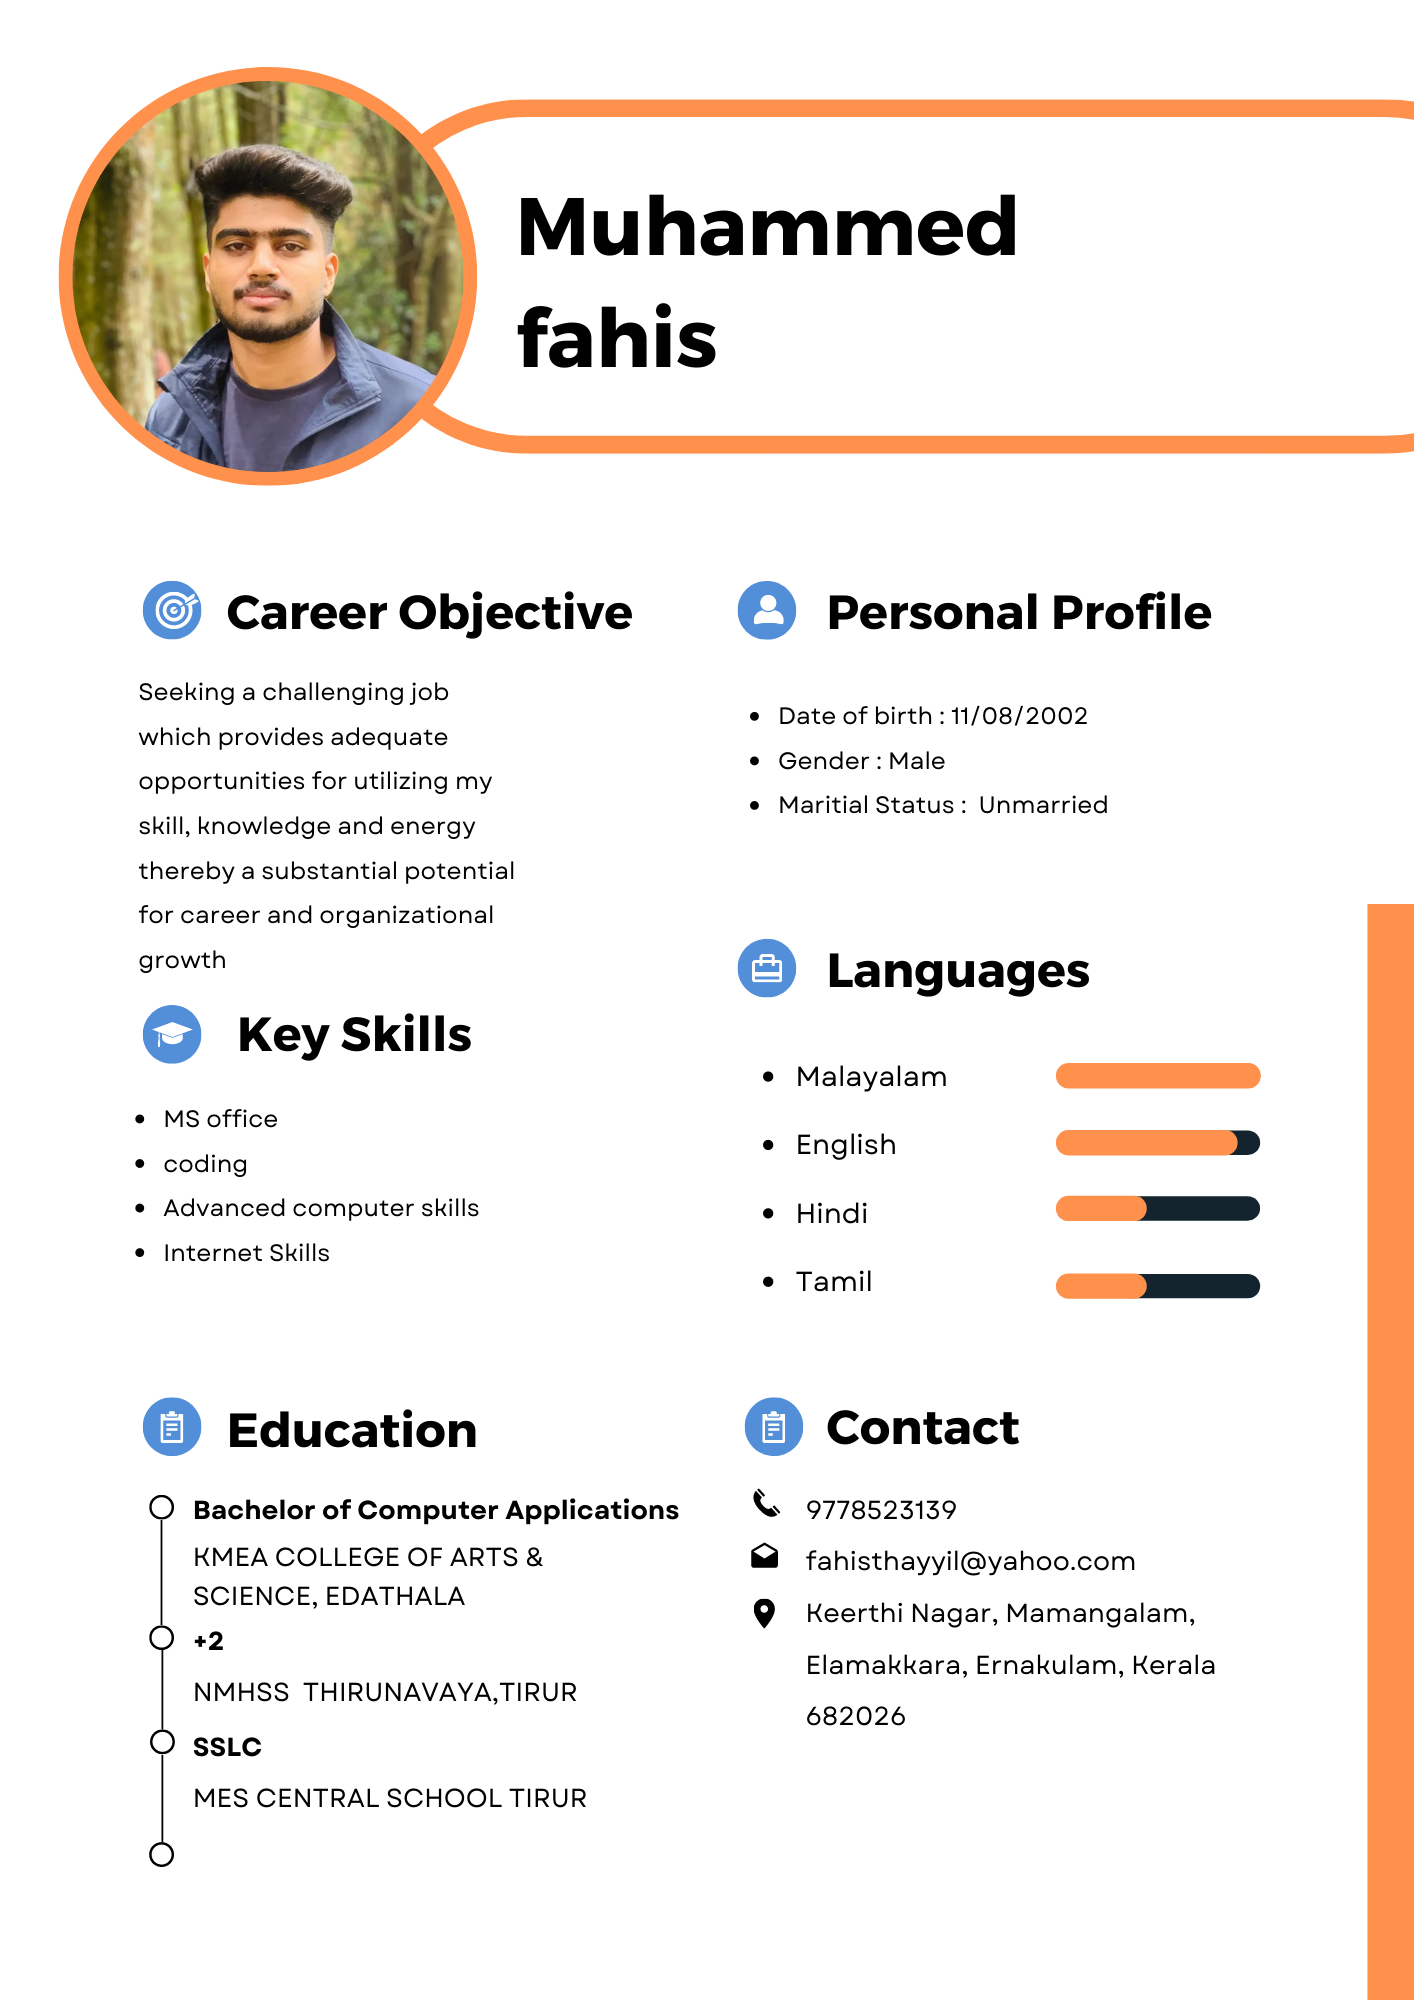 Muhammed
fahis
Career Objective
Seeking a challenging job
which provides adequate
opportunities for utilizing my
skill, knowledge and energy
thereby a substantial potential
for career and organizational
growth
Key Skills
MS office
coding
Advanced computer skills
Internet Skills
Education
Bachelor of Computer Applications
KMEA COLLEGE OF ARTS &
SCIENCE, EDATHALA
+2
NMHSS  THIRUNAVAYA,TIRUR
SSLC
MES CENTRAL SCHOOL TIRUR
Personal Profile
Date of birth : 11/08/2002
Gender : Male
Maritial Status :  Unmarried
Languages
Malayalam
English
Hindi
Tamil
Contact
9778523139
fahisthayyil@yahoo.com
Keerthi Nagar, Mamangalam,
Elamakkara, Ernakulam, Kerala
682026